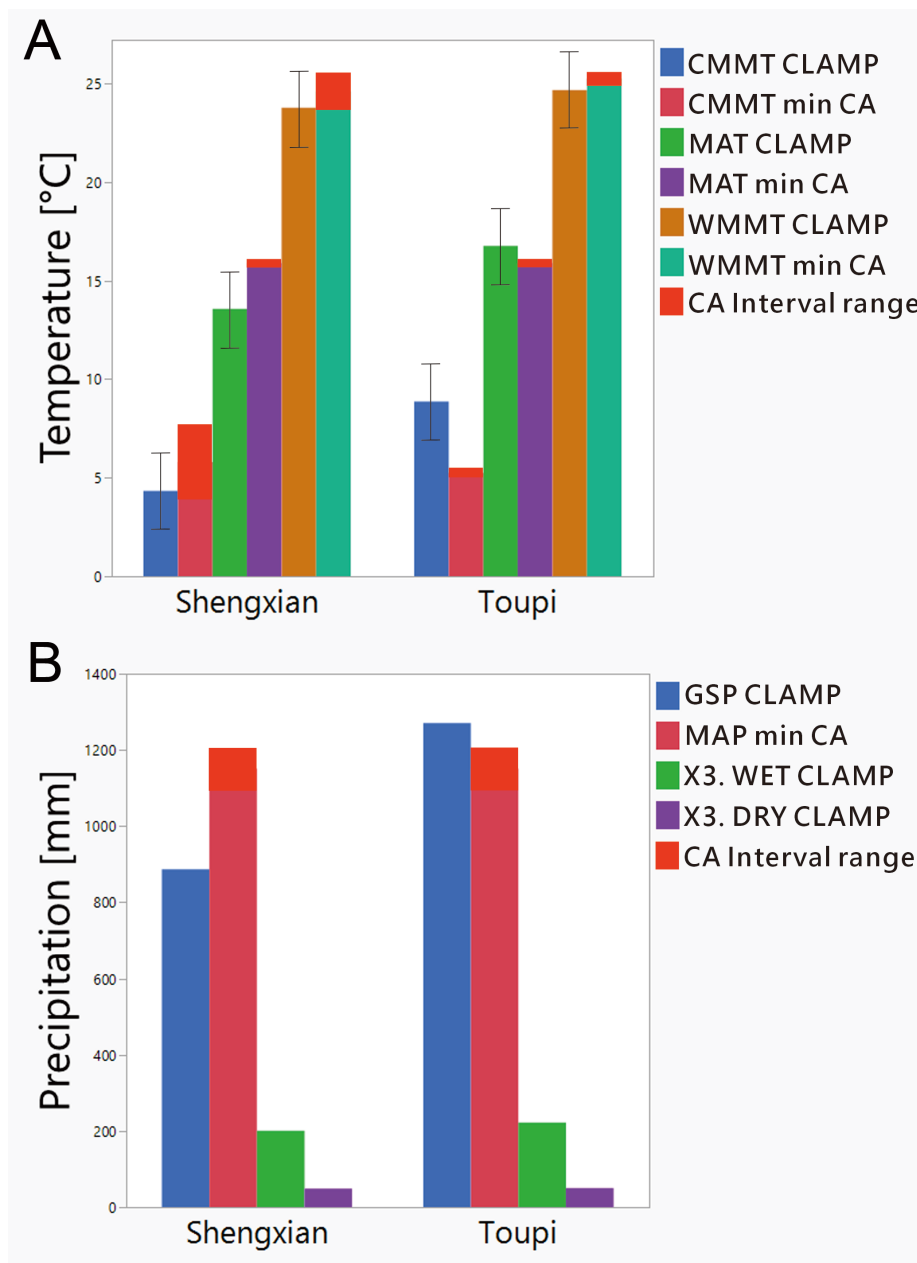 A
Temperature [°C]
25
20
15
10
5
0
Shengxian
Toupi
CMMT CLAMP
CMMT min CA
MAT CLAMP
MAT min CA
WMMT CLAMP
WMMT min CA
CA Interval range
B
Precipitation [mm]
1400
1200
1000
800
600
400
200
0
Shengxian
Toupi
GSP CLAMP
MAP min CA
X3. WET CLAMP
X3. DRY CLAMP
CA Interval range